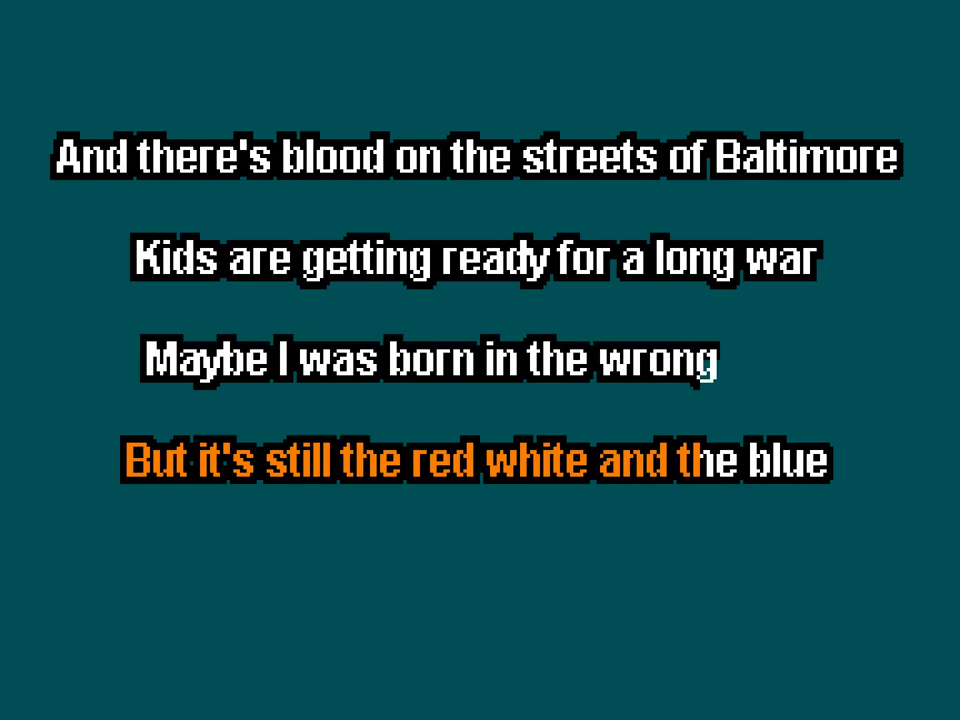 And there's blood on the streets of Baltimore
Kids are getting ready for a long war
Maybe I was born in the wrong
But it's still the red white and the blue